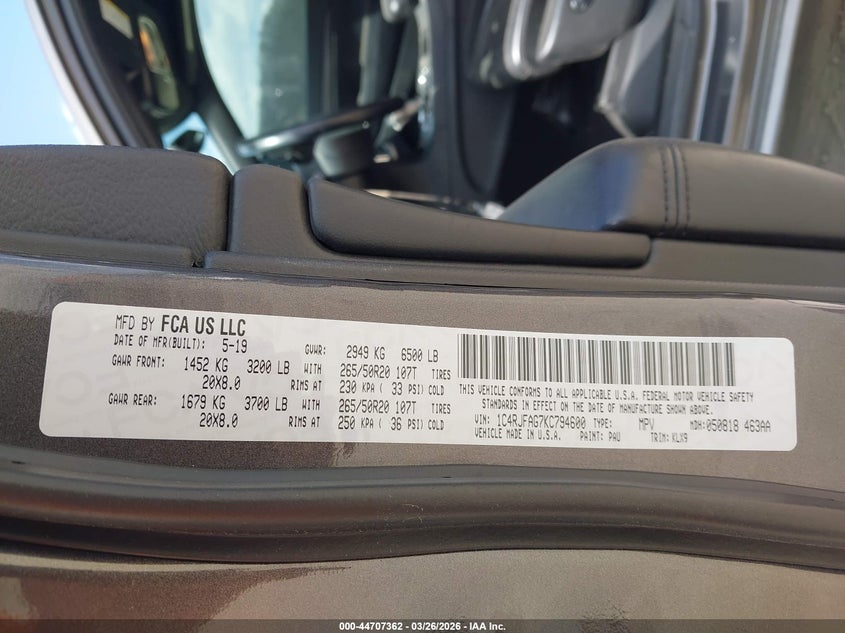 MFD BY FCA US LLC
DATE OF MFR(BUILT): 5-19 GVWR: 2949 KG 6500 LB
GAWR FRONT: 1452 KG 3200 LB WITH 265/50R20 107T TIRES
20X8.0 RIMS AT 230 KPA ( 33 PSI) COLD
GAWR REAR: 1679 KG 3700 LB WITH 265/50R20 107T TIRES
20X8.0 RIMS AT 250 KPA ( 36 PSI) COLD
THIS VEHICLE CONFORMS TO ALL APPLICABLE U.S.A. FEDERAL MOTOR VEHICLE SAFETY
STANDARDS IN EFFECT ON THE DATE OF MANUFACTURE SHOWN ABOVE.
VIN: 1C4RJFAG7KC794600 TYPE: MPV MDH: 050818 463AA
VEHICLE MADE IN U.S.A. PAINT: PAU TRIM: KLX9
000-44707362 | 03/26/2026 | IAA Inc.